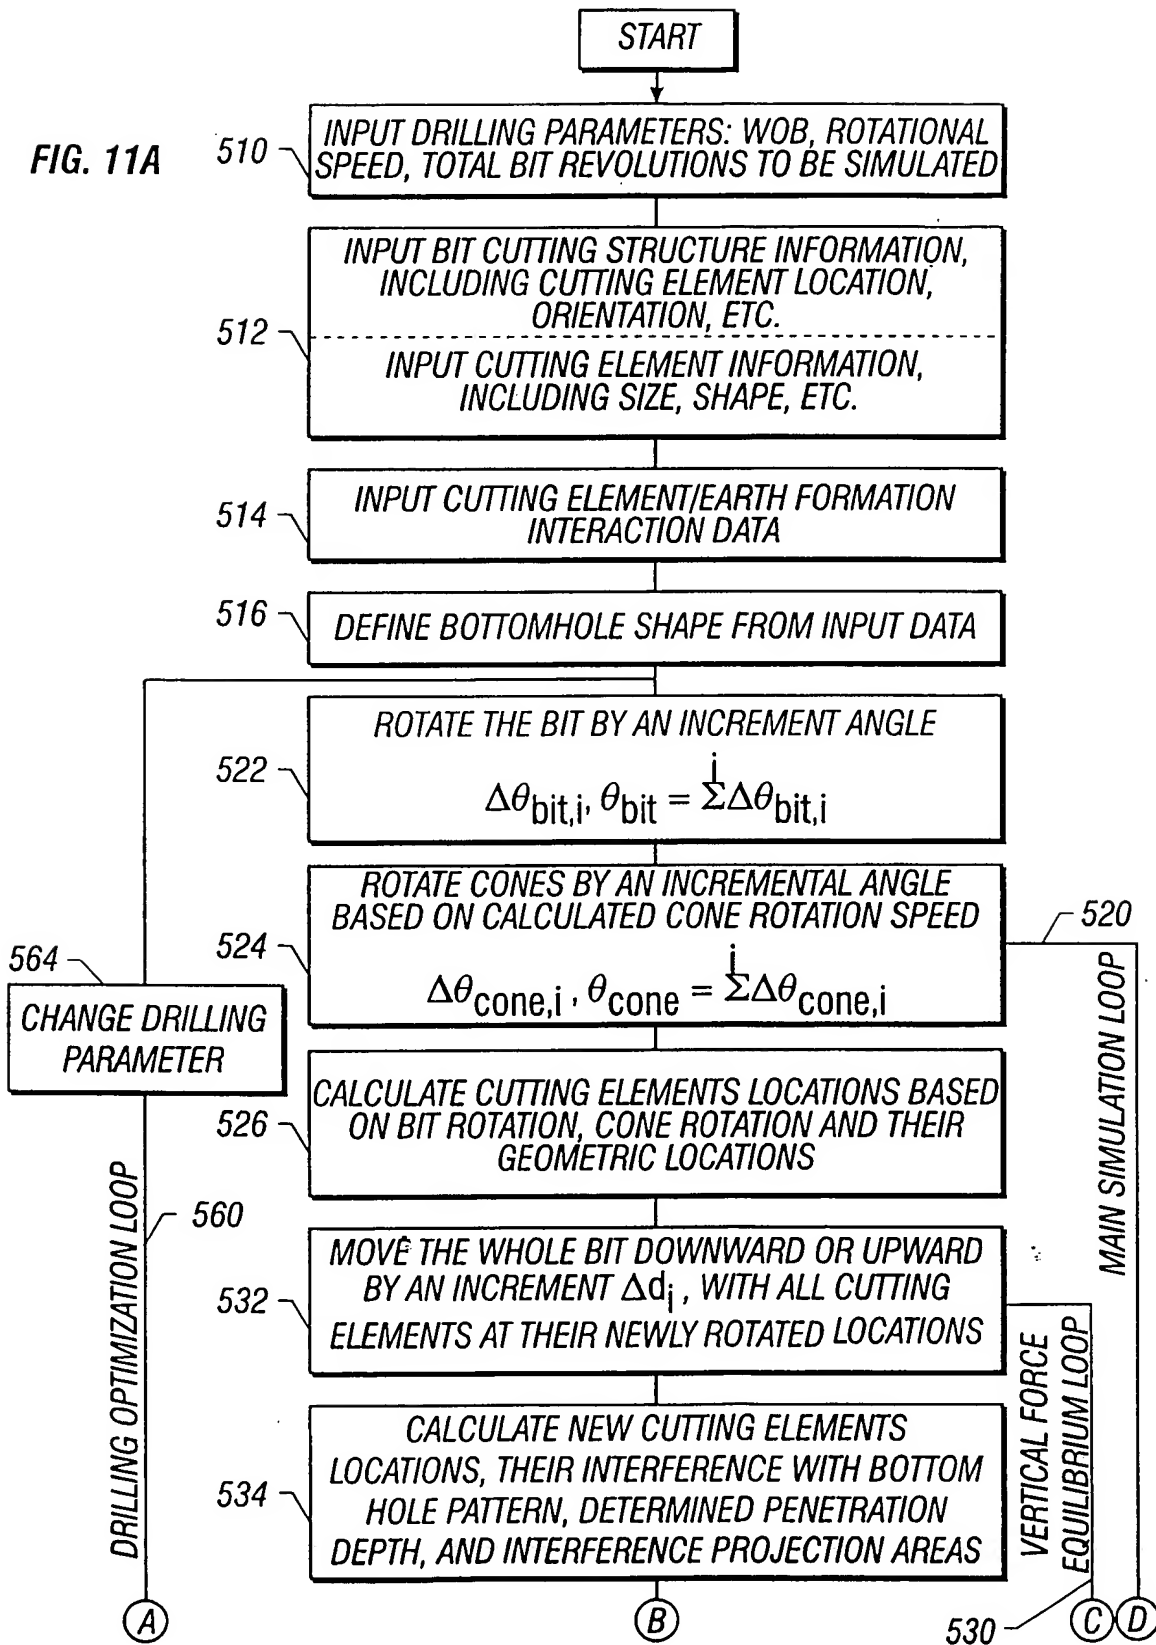 START
FIG. 11A
510
INPUT DRILLING PARAMETERS: WOB, ROTATIONAL
SPEED, TOTAL BIT REVOLUTIONS TO BE SIMULATED
512
INPUT BIT CUTTING STRUCTURE INFORMATION,
INCLUDING CUTTING ELEMENT LOCATION,
ORIENTATION, ETC.
INPUT CUTTING ELEMENT INFORMATION,
INCLUDING SIZE, SHAPE, ETC.
514
INPUT CUTTING ELEMENT/EARTH FORMATION
INTERACTION DATA
516
DEFINE BOTTOMHOLE SHAPE FROM INPUT DATA
522
ROTATE THE BIT BY AN INCREMENT ANGLE
i
Δθbit,i, θbit = ΣΔθbit,i
524
ROTATE CONES BY AN INCREMENTAL ANGLE
BASED ON CALCULATED CONE ROTATION SPEED
i
Δθcone,i , θcone = ΣΔθcone,i
520
MAIN SIMULATION LOOP
564
CHANGE DRILLING
PARAMETER
526
CALCULATE CUTTING ELEMENTS LOCATIONS BASED
ON BIT ROTATION, CONE ROTATION AND THEIR
GEOMETRIC LOCATIONS
DRILLING OPTIMIZATION LOOP
560
532
MOVE THE WHOLE BIT DOWNWARD OR UPWARD
BY AN INCREMENT Δdi , WITH ALL CUTTING
ELEMENTS AT THEIR NEWLY ROTATED LOCATIONS
VERTICAL FORCE
EQUILIBRIUM LOOP
534
CALCULATE NEW CUTTING ELEMENTS
LOCATIONS, THEIR INTERFERENCE WITH BOTTOM
HOLE PATTERN, DETERMINED PENETRATION
DEPTH, AND INTERFERENCE PROJECTION AREAS
A
B
530
C
D